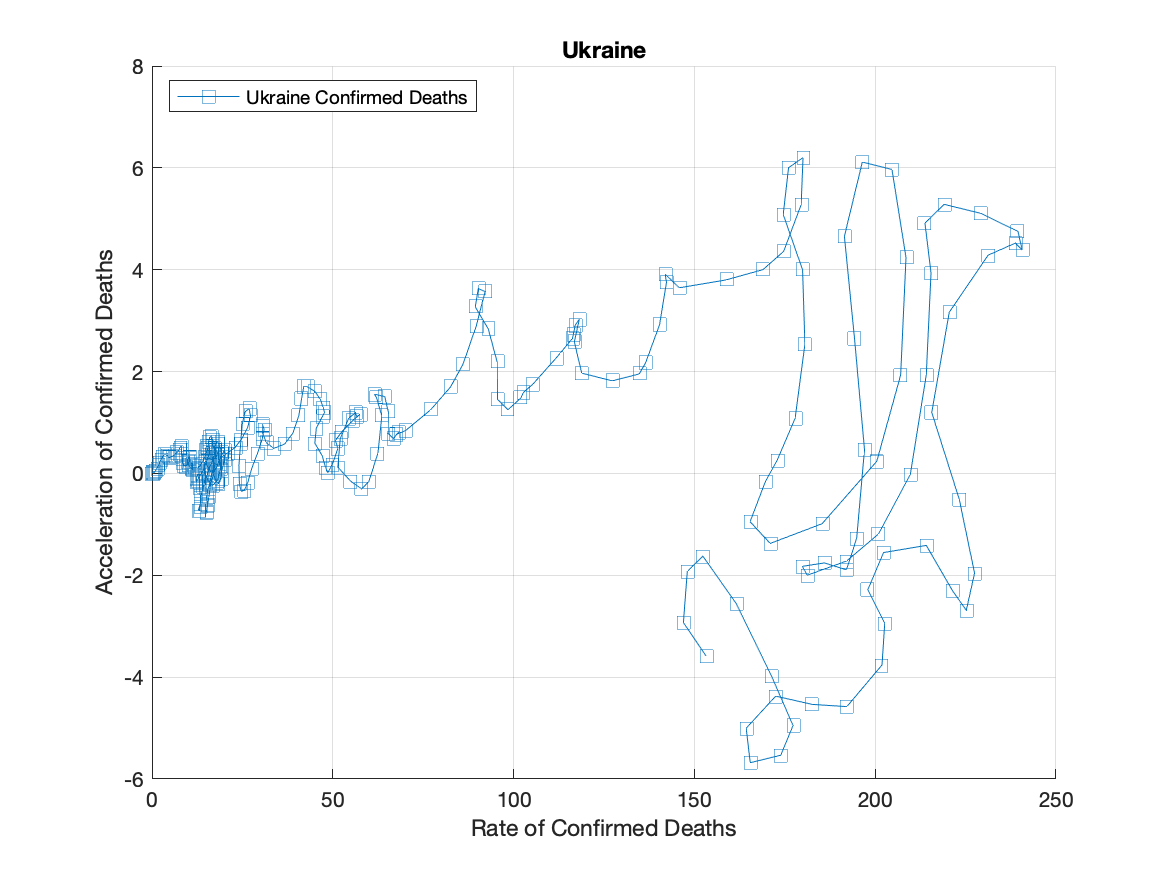 Ukraine
Ukraine Confirmed Deaths
8
6
4
2
0
-2
-4
-6
Acceleration of Confirmed Deaths
0 50 100 150 200 250
Rate of Confirmed Deaths